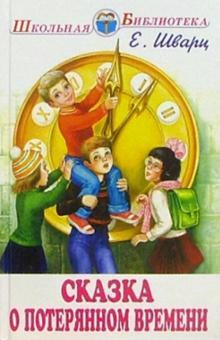 Школьная Библиотека
Е. Шварц
СКАЗКА
О ПОТЕРЯННОМ ВРЕМЕНИ